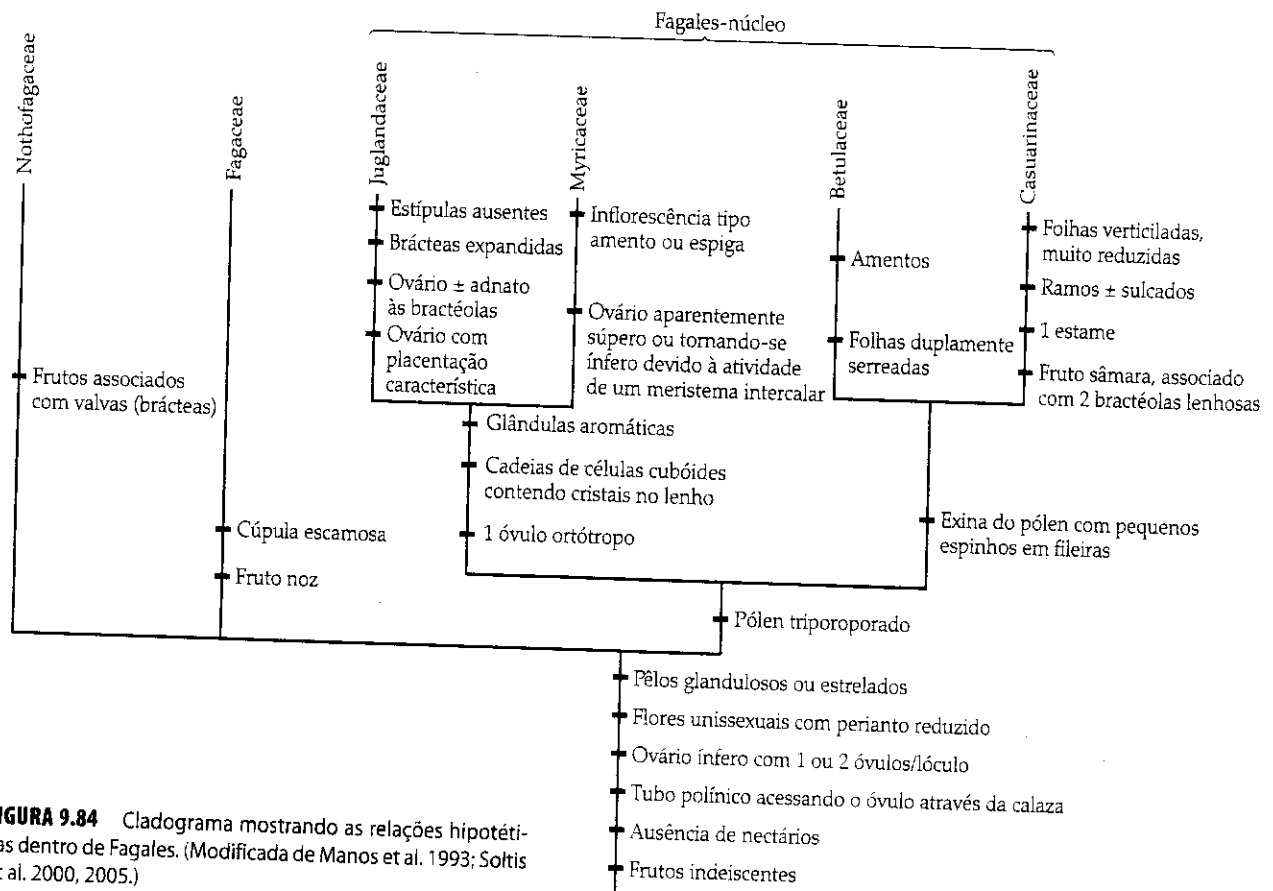 Fagales-núcleo
Nothofagaceae
Fagaceae
Juglandaceae
Myricaceae
Betulaceae
Casuarinaceae
Estípulas ausentes
Brácteas expandidas
Ovário ± adnato
às bractéolas
Ovário com
placentação
característica
Inflorescência tipo
amento ou espiga
Ovário aparentemente
súpero ou tornando-se
ínfero devido à atividade
de um meristema intercalar
Amentos
Folhas duplamente
serreadas
Folhas verticiladas,
muito reduzidas
Ramos ± sulcados
1 estame
Fruto sâmara, associado
com 2 bractéolas lenhosas
Frutos associados
com valvas (brácteas)
Glândulas aromáticas
Cadeias de células cubóides
contendo cristais no lenho
1 óvulo ortótropo
Cúpula escamosa
Fruto noz
Exina do pólen com pequenos
espinhos em fileiras
Pólen triporoporado
Pêlos glandulosos ou estrelados
Flores unissexuais com perianto reduzido
Ovário ínfero com 1 ou 2 óvulos/lóculo
Tubo polínico acessando o óvulo através da calaza
Ausência de nectários
Frutos indeiscentes
IGURA 9.84 Cladograma mostrando as relações hipotéti-
as dentro de Fagales. (Modificada de Manos et al. 1993; Soltis
t al. 2000, 2005.)